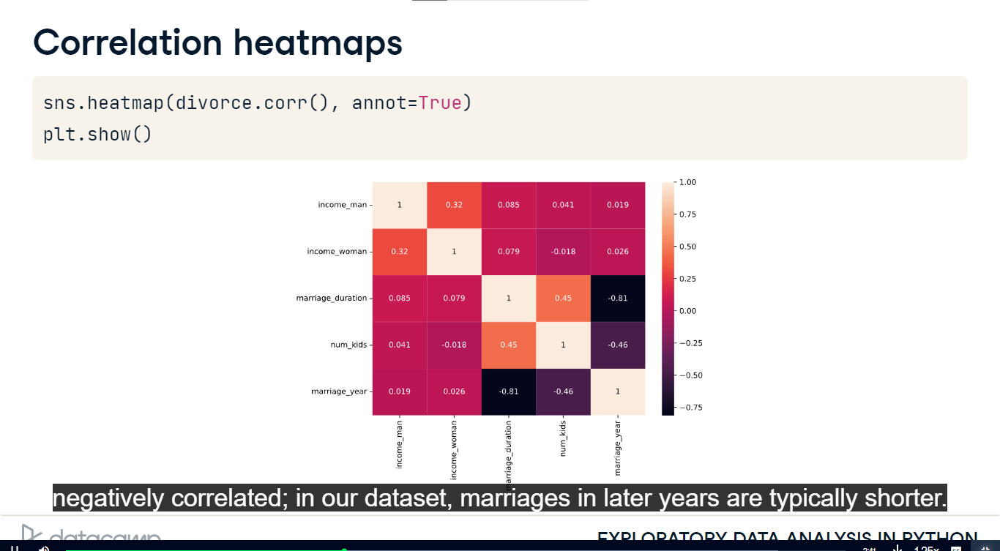 Correlation heatmaps
sns.heatmap(divorce.corr(), annot=True)
plt.show()
income_man 1 0.32 0.085 0.041 0.019
income_woman 0.32 1 0.079 -0.018 0.026
marriage_duration 0.085 0.079 1 0.45 -0.81
num_kids 0.041 -0.018 0.45 1 -0.46
marriage_year 0.019 0.026 -0.81 -0.46 1
income_man income_woman marriage_duration num_kids marriage_year
1.00
0.75
0.50
0.25
0.00
−0.25
−0.50
−0.75
negatively correlated; in our dataset, marriages in later years are typically shorter.
datacamp
EXPLORATORY DATA ANALYSIS IN PYTHON
2:41
1.25x